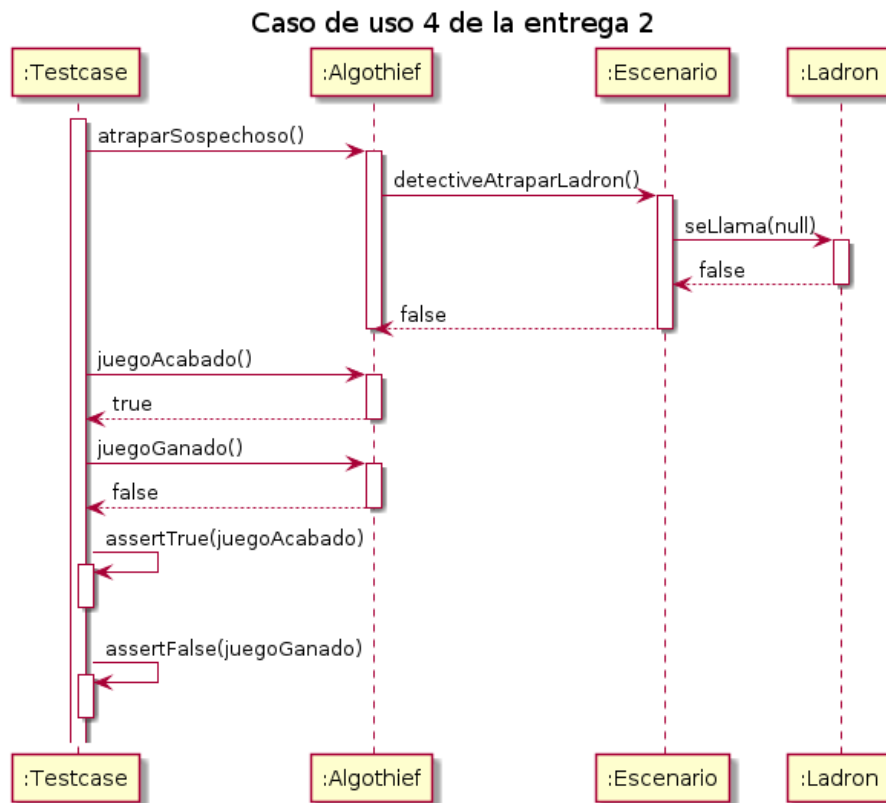 Caso de uso 4 de la entrega 2
:Testcase
:Algothief
:Escenario
:Ladron
atraparSospechoso()
detectiveAtraparLadron()
seLlama(null)
false
false
juegoAcabado()
true
juegoGanado()
false
assertTrue(juegoAcabado)
assertFalse(juegoGanado)
:Testcase
:Algothief
:Escenario
:Ladron